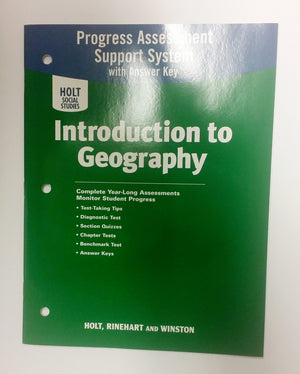 Progress Assessment
Support System
with Answer Key
HOLT
SOCIAL
STUDIES
Introduction to
Geography
Complete Year-Long Assessments
Monitor Student Progress
• Test-Taking Tips
• Diagnostic Test
• Section Quizzes
• Chapter Tests
• Benchmark Test
• Answer Keys
HOLT, RINEHART AND WINSTON